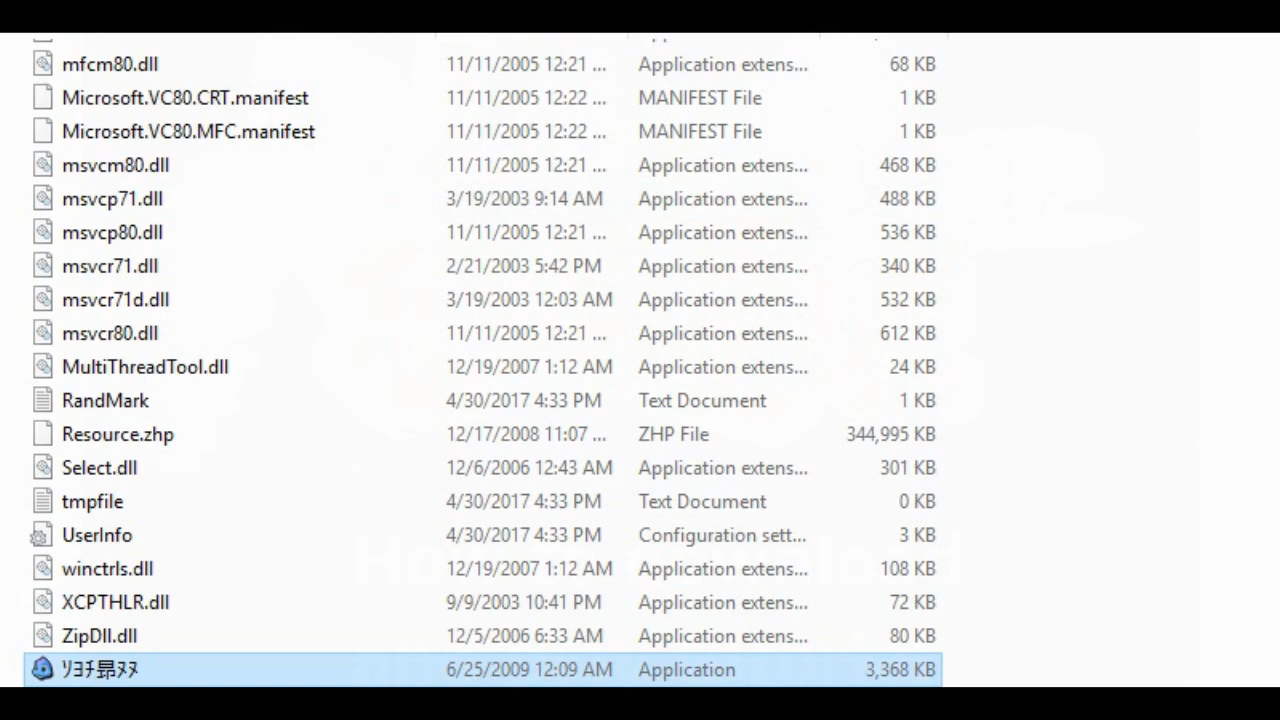 mfcm80.dll 11/11/2005 12:21 ... Application extens... 68 KB
Microsoft.VC80.CRT.manifest 11/11/2005 12:22 ... MANIFEST File 1 KB
Microsoft.VC80.MFC.manifest 11/11/2005 12:22 ... MANIFEST File 1 KB
msvcm80.dll 11/11/2005 12:21 ... Application extens... 468 KB
msvcp71.dll 3/19/2003 9:14 AM Application extens... 488 KB
msvcp80.dll 11/11/2005 12:21 ... Application extens... 536 KB
msvcr71.dll 2/21/2003 5:42 PM Application extens... 340 KB
msvcr71d.dll 3/19/2003 12:03 AM Application extens... 532 KB
msvcr80.dll 11/11/2005 12:21 ... Application extens... 612 KB
MultiThreadTool.dll 12/19/2007 1:12 AM Application extens... 24 KB
RandMark 4/30/2017 4:33 PM Text Document 1 KB
Resource.zhp 12/17/2008 11:07 ... ZHP File 344,995 KB
Select.dll 12/6/2006 12:43 AM Application extens... 301 KB
tmpfile 4/30/2017 4:33 PM Text Document 0 KB
UserInfo 4/30/2017 4:33 PM Configuration sett... 3 KB
winctrls.dll 12/19/2007 1:12 AM Application extens... 108 KB
XCPTHLR.dll 9/9/2003 10:41 PM Application extens... 72 KB
ZipDll.dll 12/5/2006 6:33 AM Application extens... 80 KB
ｿﾖﾁ昴ﾇﾇ 6/25/2009 12:09 AM Application 3,368 KB